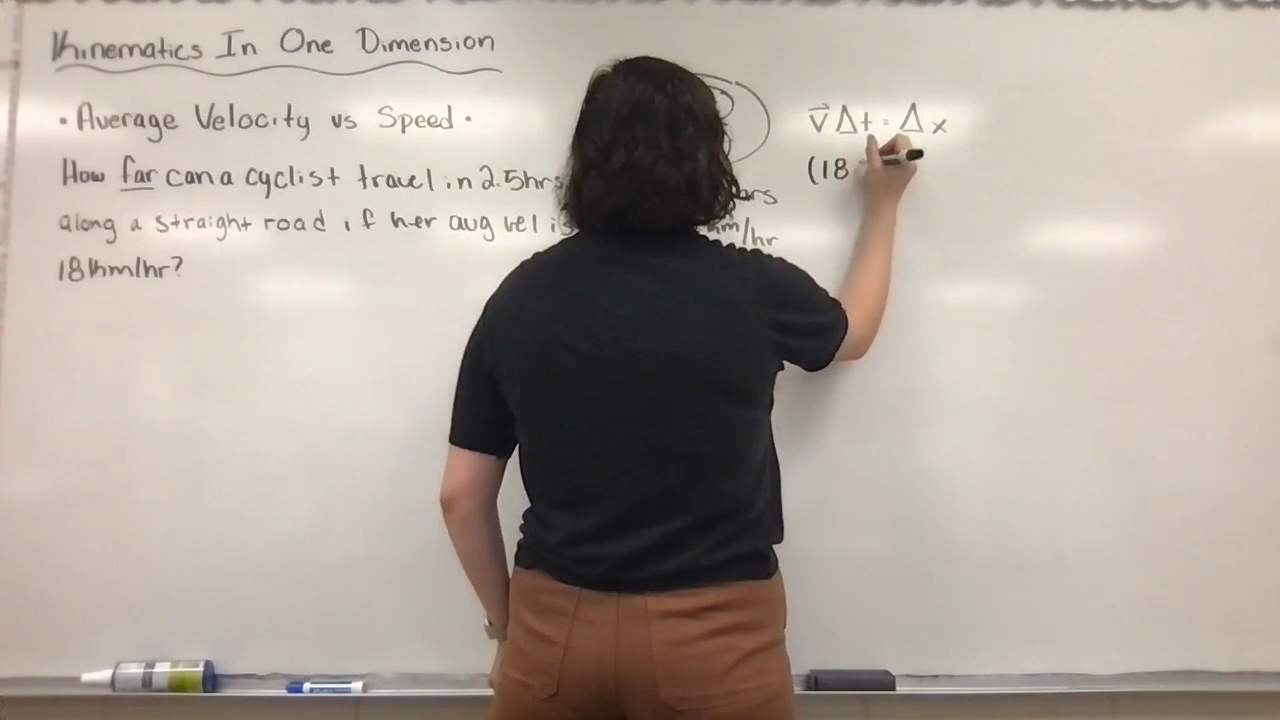 Kinematics In One Dimension
• Average Velocity vs Speed •
How far can a cyclist travel in 2.5hrs
along a straight road if her avg vel is
18km/hr?
hrs
km/hr
v⃗ Δt = Δx
(18